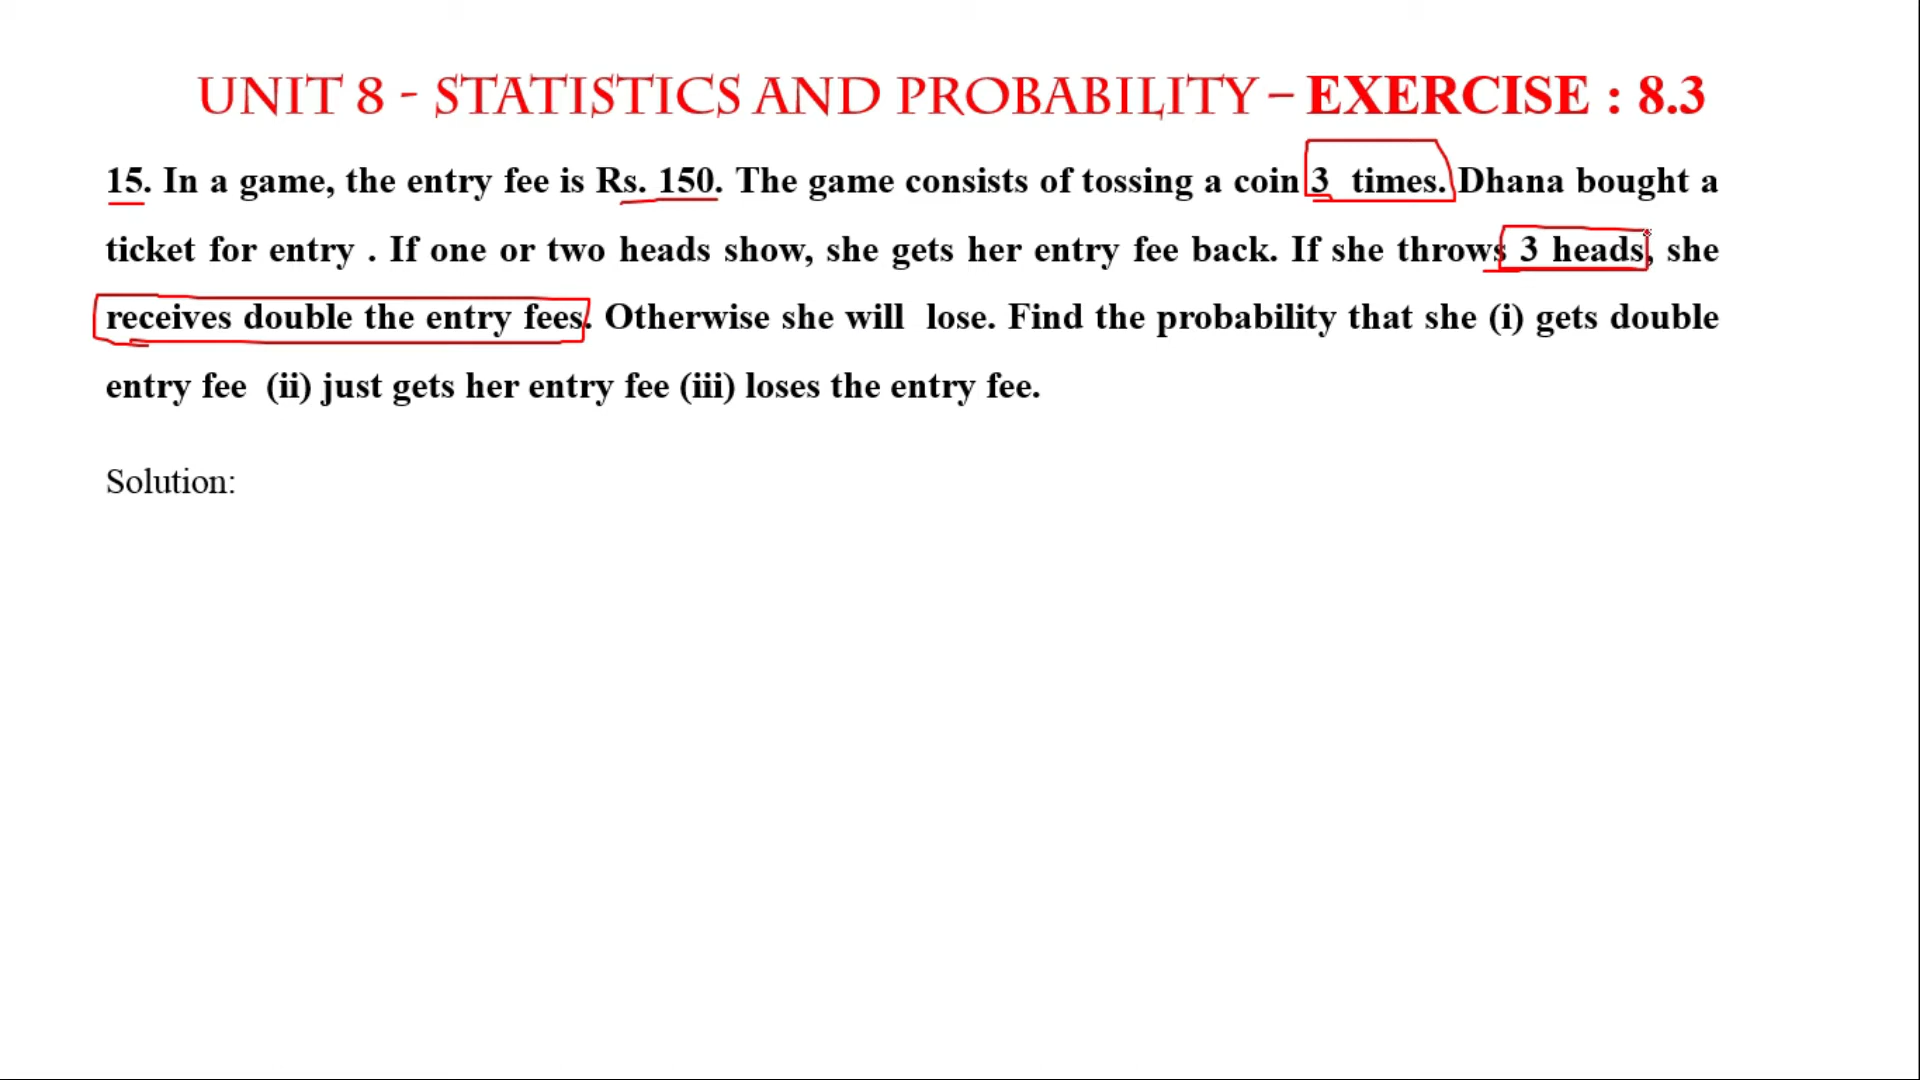 UNIT 8 - STATISTICS AND PROBABILITY – EXERCISE : 8.3
15. In a game, the entry fee is Rs. 150. The game consists of tossing a coin 3 times. Dhana bought a
ticket for entry . If one or two heads show, she gets her entry fee back. If she throws 3 heads, she
receives double the entry fees. Otherwise she will lose. Find the probability that she (i) gets double
entry fee (ii) just gets her entry fee (iii) loses the entry fee.
Solution: